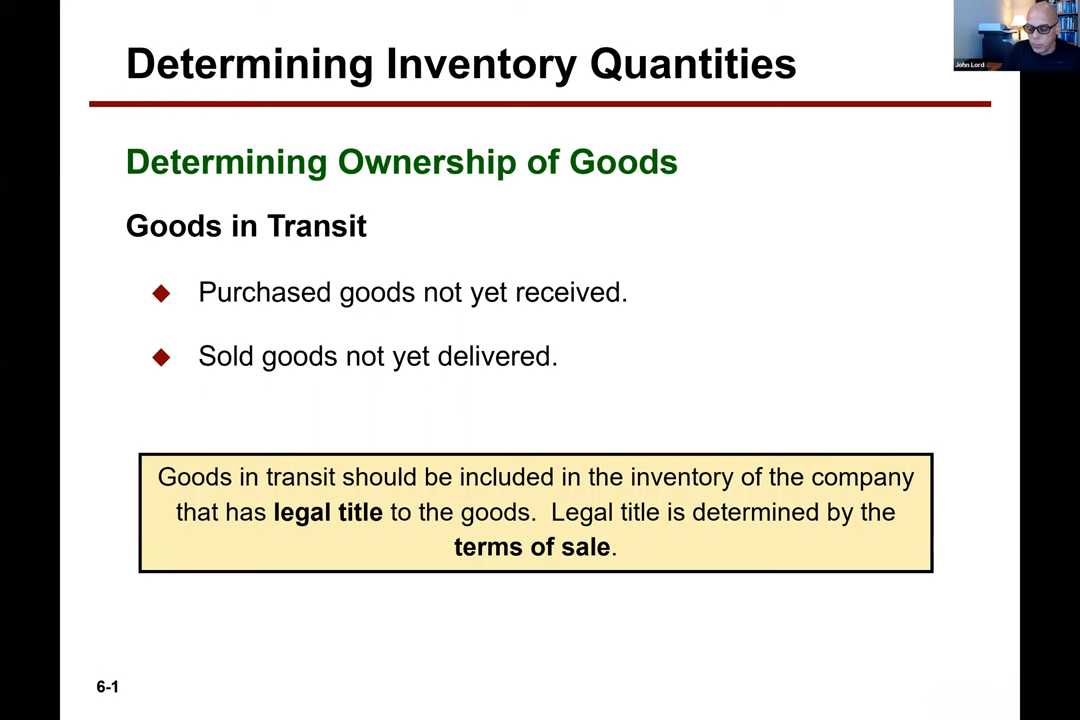 Determining Inventory Quantities
John Lord
Determining Ownership of Goods
Goods in Transit
Purchased goods not yet received.
Sold goods not yet delivered.
Goods in transit should be included in the inventory of the company
that has legal title to the goods. Legal title is determined by the
terms of sale.
6-1